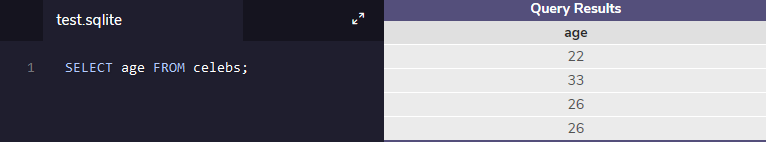 test.sqlite
1 SELECT age FROM celebs;
Query Results
age
22
33
26
26